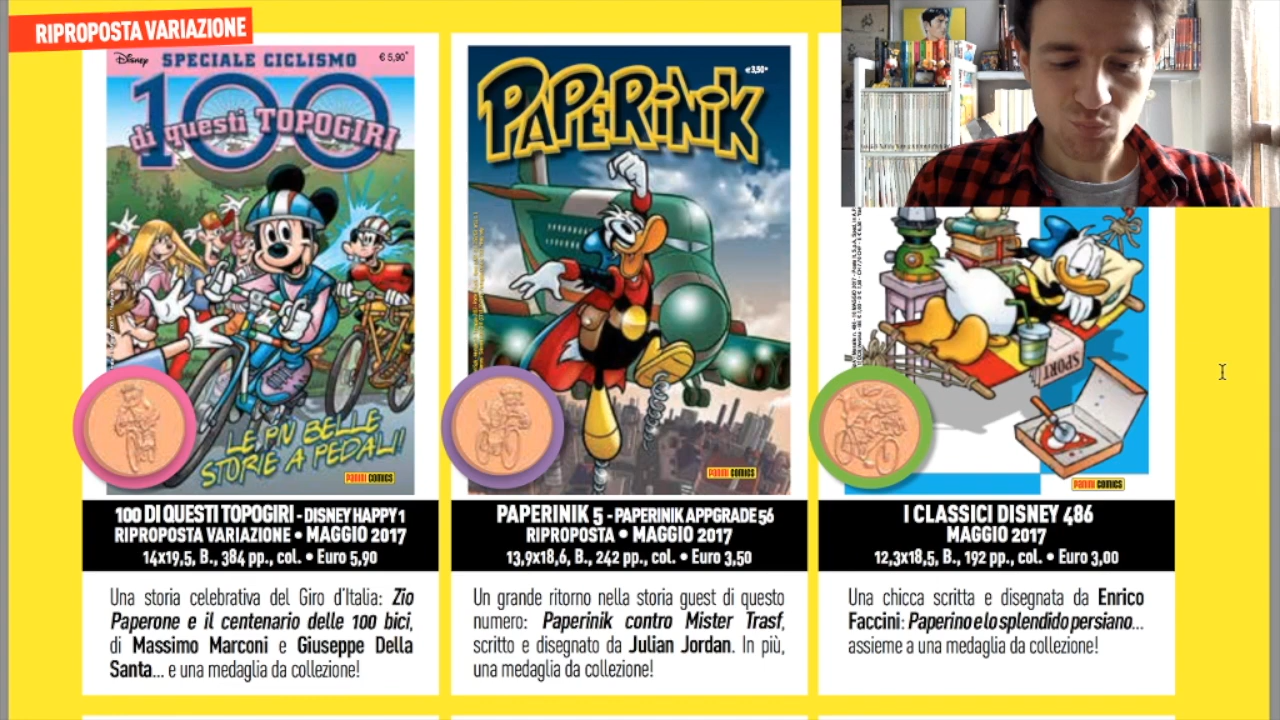 RIPROPOSTA VARIAZIONE
Disney
SPECIALE CICLISMO
€ 5,90*
100
di questi TOPOGIRI
LE PIÙ BELLE
STORIE A PEDALI!
PANINI COMICS
100 DI QUESTI TOPOGIRI - DISNEY HAPPY 1
RIPROPOSTA VARIAZIONE • MAGGIO 2017
14x19,5, B., 384 pp., col. • Euro 5,90
Una storia celebrativa del Giro d'Italia: Zio
Paperone e il centenario delle 100 bici,
di Massimo Marconi e Giuseppe Della
Santa... e una medaglia da collezione!
€ 3,50*
PAPERINIK
PANINI COMICS
PAPERINIK 5 - PAPERINIK APPGRADE 56
RIPROPOSTA • MAGGIO 2017
13,9x18,6, B., 242 pp., col. • Euro 3,50
Un grande ritorno nella storia guest di questo
numero: Paperinik contro Mister Trasf,
scritto e disegnato da Julian Jordan. In più,
una medaglia da collezione!
SPORT
PANINI COMICS
I CLASSICI DISNEY 486
MAGGIO 2017
12,3x18,5, B., 192 pp., col. • Euro 3,00
Una chicca scritta e disegnata da Enrico
Faccini: Paperino e lo splendido persiano...
assieme a una medaglia da collezione!